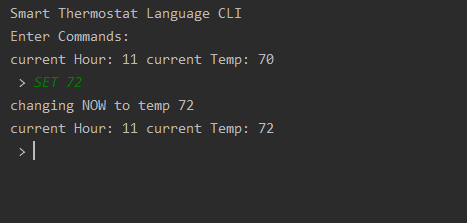 Smart Thermostat Language CLI
Enter Commands:
current Hour: 11 current Temp: 70
> SET 72
changing NOW to temp 72
current Hour: 11 current Temp: 72
>